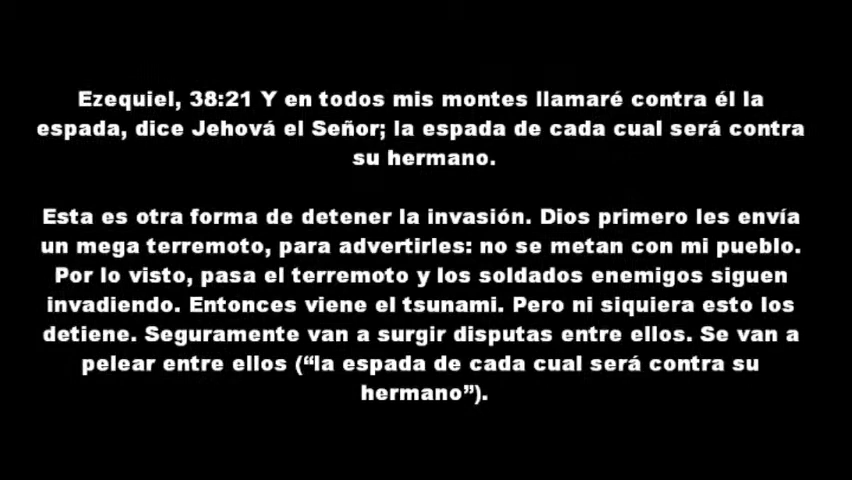 Ezequiel, 38:21 Y en todos mis montes llamaré contra él la
espada, dice Jehová el Señor; la espada de cada cual será contra
su hermano.
Esta es otra forma de detener la invasión. Dios primero les envía
un mega terremoto, para advertirles: no se metan con mi pueblo.
Por lo visto, pasa el terremoto y los soldados enemigos siguen
invadiendo. Entonces viene el tsunami. Pero ni siquiera esto los
detiene. Seguramente van a surgir disputas entre ellos. Se van a
pelear entre ellos (“la espada de cada cual será contra su
hermano”).